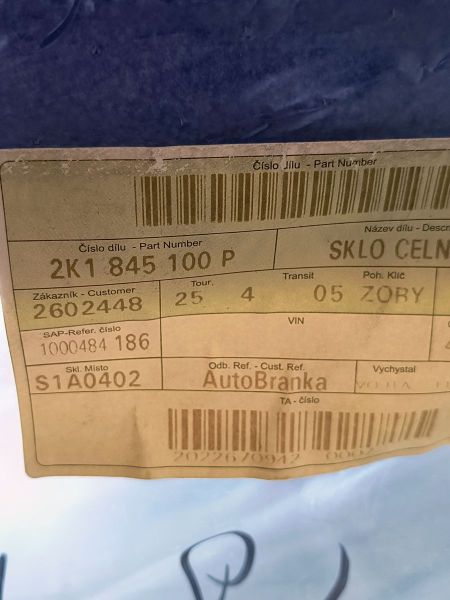 Číslo dílu - Part Number
Číslo dílu - Part Number
2K1 845 100 P
Název dílu - Descr
SKLO CELN
Zákazník - Customer
2602448
Tour.
25 4
Transit
05
Poh. Klíč
ZORY
SAP-Refer. číslo
1000484 186
VIN
Skl. Místo
S1A0402
Odb. Ref. - Cust. Ref.
AutoBranka
Vychystal
TA - číslo